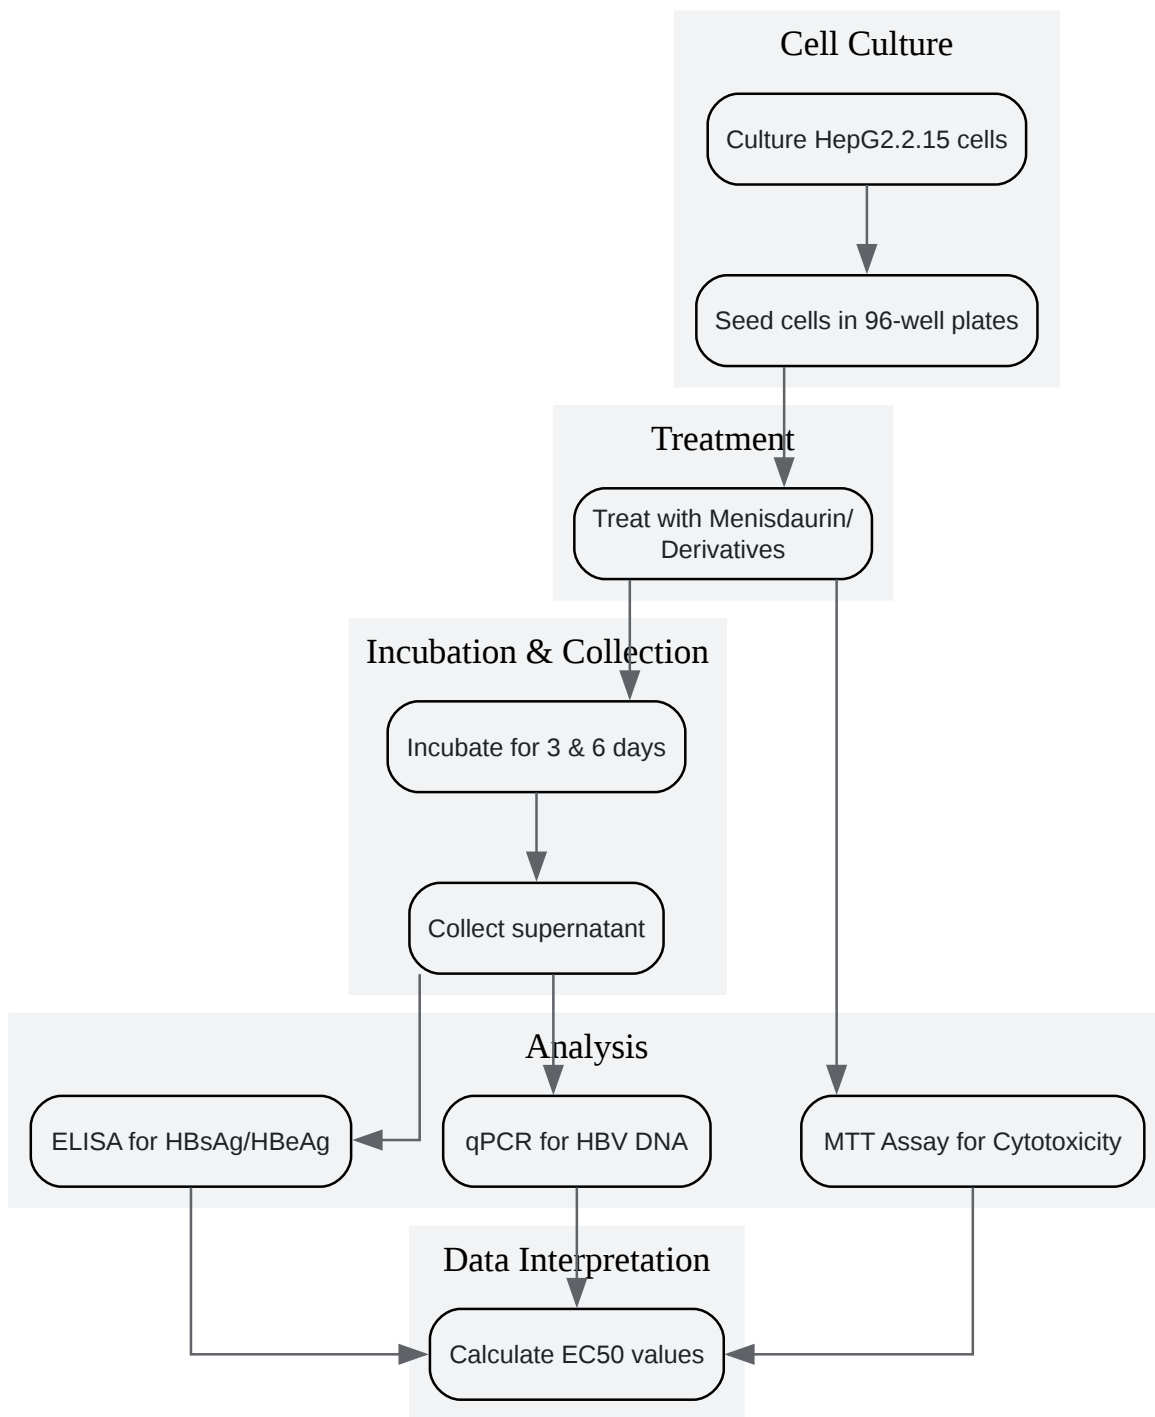 Cell Culture
Culture HepG2.2.15 cells
Seed cells in 96-well plates
Treatment
Treat with Menisdaurin/
Derivatives
Incubation & Collection
Incubate for 3 & 6 days
Collect supernatant
Analysis
ELISA for HBsAg/HBeAg
qPCR for HBV DNA
MTT Assay for Cytotoxicity
Data Interpretation
Calculate EC50 values